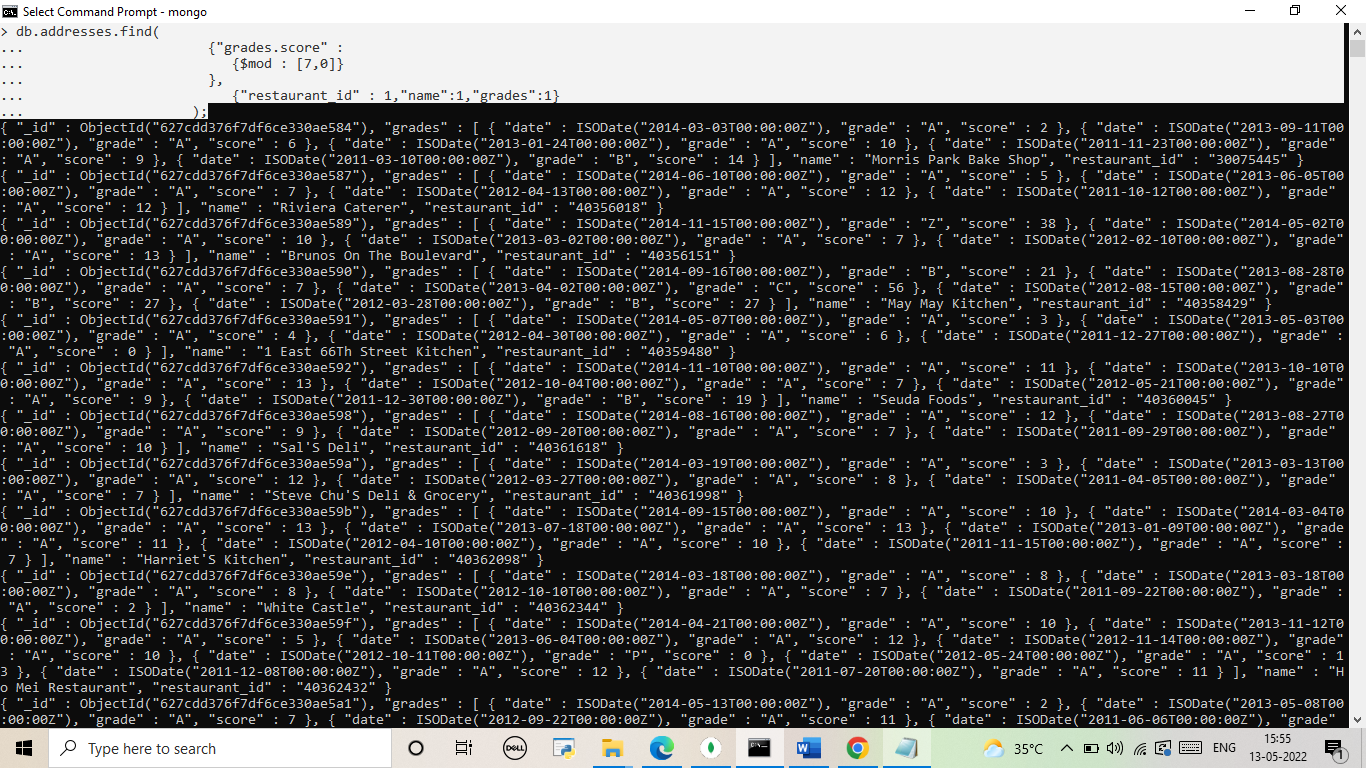 Select Command Prompt - mongo
> db.addresses.find(
... {"grades.score" :
... {$mod : [7,0]}
... },
... {"restaurant_id" : 1,"name":1,"grades":1}
... );
{ "_id" : ObjectId("627cdd376f7df6ce330ae584"), "grades" : [ { "date" : ISODate("2014-03-03T00:00:00Z"), "grade" : "A", "score" : 2 }, { "date" : ISODate("2013-09-11T00
:00:00Z"), "grade" : "A", "score" : 6 }, { "date" : ISODate("2013-01-24T00:00:00Z"), "grade" : "A", "score" : 10 }, { "date" : ISODate("2011-11-23T00:00:00Z"), "grade"
: "A", "score" : 9 }, { "date" : ISODate("2011-03-10T00:00:00Z"), "grade" : "B", "score" : 14 } ], "name" : "Morris Park Bake Shop", "restaurant_id" : "30075445" }
{ "_id" : ObjectId("627cdd376f7df6ce330ae587"), "grades" : [ { "date" : ISODate("2014-06-10T00:00:00Z"), "grade" : "A", "score" : 5 }, { "date" : ISODate("2013-06-05T00
:00:00Z"), "grade" : "A", "score" : 7 }, { "date" : ISODate("2012-04-13T00:00:00Z"), "grade" : "A", "score" : 12 }, { "date" : ISODate("2011-10-12T00:00:00Z"), "grade"
: "A", "score" : 12 } ], "name" : "Riviera Caterer", "restaurant_id" : "40356018" }
{ "_id" : ObjectId("627cdd376f7df6ce330ae589"), "grades" : [ { "date" : ISODate("2014-11-15T00:00:00Z"), "grade" : "Z", "score" : 38 }, { "date" : ISODate("2014-05-02T0
0:00:00Z"), "grade" : "A", "score" : 10 }, { "date" : ISODate("2013-03-02T00:00:00Z"), "grade" : "A", "score" : 7 }, { "date" : ISODate("2012-02-10T00:00:00Z"), "grade"
: "A", "score" : 13 } ], "name" : "Brunos On The Boulevard", "restaurant_id" : "40356151" }
{ "_id" : ObjectId("627cdd376f7df6ce330ae590"), "grades" : [ { "date" : ISODate("2014-09-16T00:00:00Z"), "grade" : "B", "score" : 21 }, { "date" : ISODate("2013-08-28T0
0:00:00Z"), "grade" : "A", "score" : 7 }, { "date" : ISODate("2013-04-02T00:00:00Z"), "grade" : "C", "score" : 56 }, { "date" : ISODate("2012-08-15T00:00:00Z"), "grade"
: "B", "score" : 27 }, { "date" : ISODate("2012-03-28T00:00:00Z"), "grade" : "B", "score" : 27 } ], "name" : "May May Kitchen", "restaurant_id" : "40358429" }
{ "_id" : ObjectId("627cdd376f7df6ce330ae591"), "grades" : [ { "date" : ISODate("2014-05-07T00:00:00Z"), "grade" : "A", "score" : 3 }, { "date" : ISODate("2013-05-03T00
:00:00Z"), "grade" : "A", "score" : 4 }, { "date" : ISODate("2012-04-30T00:00:00Z"), "grade" : "A", "score" : 6 }, { "date" : ISODate("2011-12-27T00:00:00Z"), "grade" :
"A", "score" : 0 } ], "name" : "1 East 66Th Street Kitchen", "restaurant_id" : "40359480" }
{ "_id" : ObjectId("627cdd376f7df6ce330ae592"), "grades" : [ { "date" : ISODate("2014-11-10T00:00:00Z"), "grade" : "A", "score" : 11 }, { "date" : ISODate("2013-10-10T0
0:00:00Z"), "grade" : "A", "score" : 13 }, { "date" : ISODate("2012-10-04T00:00:00Z"), "grade" : "A", "score" : 7 }, { "date" : ISODate("2012-05-21T00:00:00Z"), "grade"
: "A", "score" : 9 }, { "date" : ISODate("2011-12-30T00:00:00Z"), "grade" : "B", "score" : 19 } ], "name" : "Seuda Foods", "restaurant_id" : "40360045" }
{ "_id" : ObjectId("627cdd376f7df6ce330ae598"), "grades" : [ { "date" : ISODate("2014-08-16T00:00:00Z"), "grade" : "A", "score" : 12 }, { "date" : ISODate("2013-08-27T0
0:00:00Z"), "grade" : "A", "score" : 9 }, { "date" : ISODate("2012-09-20T00:00:00Z"), "grade" : "A", "score" : 7 }, { "date" : ISODate("2011-09-29T00:00:00Z"), "grade"
: "A", "score" : 10 } ], "name" : "Sal'S Deli", "restaurant_id" : "40361618" }
{ "_id" : ObjectId("627cdd376f7df6ce330ae59a"), "grades" : [ { "date" : ISODate("2014-03-19T00:00:00Z"), "grade" : "A", "score" : 3 }, { "date" : ISODate("2013-03-13T00
:00:00Z"), "grade" : "A", "score" : 12 }, { "date" : ISODate("2012-03-27T00:00:00Z"), "grade" : "A", "score" : 8 }, { "date" : ISODate("2011-04-05T00:00:00Z"), "grade"
: "A", "score" : 7 } ], "name" : "Steve Chu'S Deli & Grocery", "restaurant_id" : "40361998" }
{ "_id" : ObjectId("627cdd376f7df6ce330ae59b"), "grades" : [ { "date" : ISODate("2014-09-15T00:00:00Z"), "grade" : "A", "score" : 10 }, { "date" : ISODate("2014-03-04T0
0:00:00Z"), "grade" : "A", "score" : 13 }, { "date" : ISODate("2013-07-18T00:00:00Z"), "grade" : "A", "score" : 13 }, { "date" : ISODate("2013-01-09T00:00:00Z"), "grade
" : "A", "score" : 11 }, { "date" : ISODate("2012-04-10T00:00:00Z"), "grade" : "A", "score" : 10 }, { "date" : ISODate("2011-11-15T00:00:00Z"), "grade" : "A", "score" :
7 } ], "name" : "Harriet'S Kitchen", "restaurant_id" : "40362098" }
{ "_id" : ObjectId("627cdd376f7df6ce330ae59e"), "grades" : [ { "date" : ISODate("2014-03-18T00:00:00Z"), "grade" : "A", "score" : 8 }, { "date" : ISODate("2013-03-18T00
:00:00Z"), "grade" : "A", "score" : 8 }, { "date" : ISODate("2012-10-10T00:00:00Z"), "grade" : "A", "score" : 7 }, { "date" : ISODate("2011-09-22T00:00:00Z"), "grade" :
"A", "score" : 2 } ], "name" : "White Castle", "restaurant_id" : "40362344" }
{ "_id" : ObjectId("627cdd376f7df6ce330ae59f"), "grades" : [ { "date" : ISODate("2014-04-21T00:00:00Z"), "grade" : "A", "score" : 10 }, { "date" : ISODate("2013-11-12T0
0:00:00Z"), "grade" : "A", "score" : 5 }, { "date" : ISODate("2013-06-04T00:00:00Z"), "grade" : "A", "score" : 12 }, { "date" : ISODate("2012-11-14T00:00:00Z"), "grade"
: "A", "score" : 10 }, { "date" : ISODate("2012-10-11T00:00:00Z"), "grade" : "P", "score" : 0 }, { "date" : ISODate("2012-05-24T00:00:00Z"), "grade" : "A", "score" : 1
3 }, { "date" : ISODate("2011-12-08T00:00:00Z"), "grade" : "A", "score" : 12 }, { "date" : ISODate("2011-07-20T00:00:00Z"), "grade" : "A", "score" : 11 } ], "name" : "H
o Mei Restaurant", "restaurant_id" : "40362432" }
{ "_id" : ObjectId("627cdd376f7df6ce330ae5a1"), "grades" : [ { "date" : ISODate("2014-05-13T00:00:00Z"), "grade" : "A", "score" : 2 }, { "date" : ISODate("2013-05-08T00
:00:00Z"), "grade" : "A", "score" : 7 }, { "date" : ISODate("2012-09-22T00:00:00Z"), "grade" : "A", "score" : 11 }, { "date" : ISODate("2011-06-06T00:00:00Z"), "grade"
Type here to search
DELL
35°C
ENG
15:55
13-05-2022
1